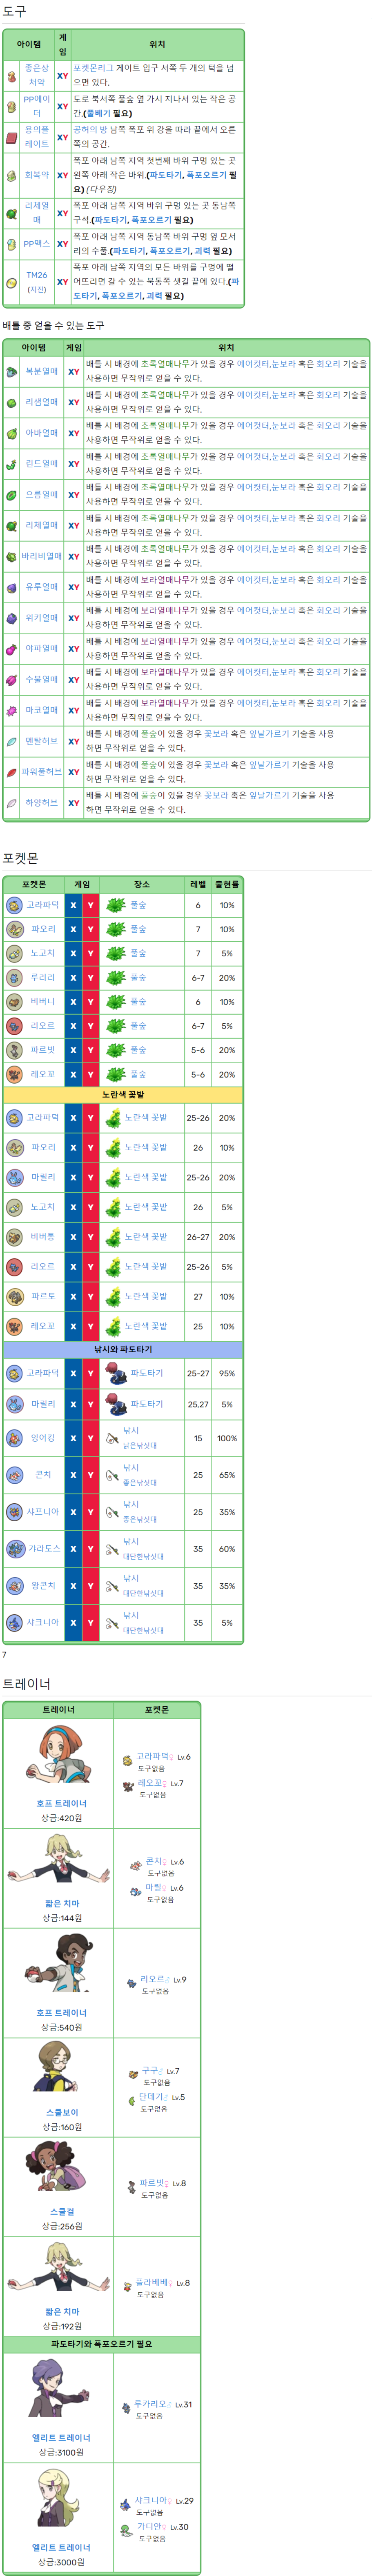 도구
아이템 게임 위치
좋은상처약 XY 포켓몬리그 게이트 입구 서쪽 두 개의 턱을 넘으면 있다.
PP에이더 XY 도로 북서쪽 풀숲 옆 가시 지나서 있는 작은 공간.(풀베기 필요)
용의플레이트 XY 공허의 방 남쪽 폭포 위 강을 따라 끝에서 오른쪽의 공간.
회복약 XY 폭포 아래 남쪽 지역 첫번째 바위 구멍 있는 곳 왼쪽 아래 작은 바위.(파도타기, 폭포오르기 필요) (다우징)
리체열매 XY 폭포 아래 남쪽 지역 바위 구멍 있는 곳 동남쪽 구석.(파도타기, 폭포오르기 필요)
PP맥스 XY 폭포 아래 남쪽 지역 동남쪽 바위 구멍 옆 모서리의 수풀.(파도타기, 폭포오르기, 괴력 필요)
TM26 (지진) XY 폭포 아래 남쪽 지역의 모든 바위를 구멍에 떨어뜨리면 갈 수 있는 북동쪽 샛길 끝에 있다.(파도타기, 폭포오르기, 괴력 필요)
배틀 중 얻을 수 있는 도구
아이템 게임 위치
복분열매 XY 배틀 시 배경에 초록열매나무가 있을 경우 에어컷터,눈보라 혹은 회오리 기술을 사용하면 무작위로 얻을 수 있다.
리샘열매 XY 배틀 시 배경에 초록열매나무가 있을 경우 에어컷터,눈보라 혹은 회오리 기술을 사용하면 무작위로 얻을 수 있다.
아바열매 XY 배틀 시 배경에 초록열매나무가 있을 경우 에어컷터,눈보라 혹은 회오리 기술을 사용하면 무작위로 얻을 수 있다.
린드열매 XY 배틀 시 배경에 초록열매나무가 있을 경우 에어컷터,눈보라 혹은 회오리 기술을 사용하면 무작위로 얻을 수 있다.
으름열매 XY 배틀 시 배경에 초록열매나무가 있을 경우 에어컷터,눈보라 혹은 회오리 기술을 사용하면 무작위로 얻을 수 있다.
리체열매 XY 배틀 시 배경에 초록열매나무가 있을 경우 에어컷터,눈보라 혹은 회오리 기술을 사용하면 무작위로 얻을 수 있다.
바리비열매 XY 배틀 시 배경에 초록열매나무가 있을 경우 에어컷터,눈보라 혹은 회오리 기술을 사용하면 무작위로 얻을 수 있다.
유루열매 XY 배틀 시 배경에 보라열매나무가 있을 경우 에어컷터,눈보라 혹은 회오리 기술을 사용하면 무작위로 얻을 수 있다.
위키열매 XY 배틀 시 배경에 보라열매나무가 있을 경우 에어컷터,눈보라 혹은 회오리 기술을 사용하면 무작위로 얻을 수 있다.
야파열매 XY 배틀 시 배경에 보라열매나무가 있을 경우 에어컷터,눈보라 혹은 회오리 기술을 사용하면 무작위로 얻을 수 있다.
수불열매 XY 배틀 시 배경에 보라열매나무가 있을 경우 에어컷터,눈보라 혹은 회오리 기술을 사용하면 무작위로 얻을 수 있다.
마코열매 XY 배틀 시 배경에 보라열매나무가 있을 경우 에어컷터,눈보라 혹은 회오리 기술을 사용하면 무작위로 얻을 수 있다.
멘탈허브 XY 배틀 시 배경에 풀숲이 있을 경우 꽃보라 혹은 잎날가르기 기술을 사용하면 무작위로 얻을 수 있다.
파워풀허브 XY 배틀 시 배경에 풀숲이 있을 경우 꽃보라 혹은 잎날가르기 기술을 사용하면 무작위로 얻을 수 있다.
하양허브 XY 배틀 시 배경에 풀숲이 있을 경우 꽃보라 혹은 잎날가르기 기술을 사용하면 무작위로 얻을 수 있다.
포켓몬
포켓몬 게임 장소 레벨 출현률
고라파덕 X Y 풀숲 6 10%
파오리 X Y 풀숲 7 10%
노고치 X Y 풀숲 7 5%
루리리 X Y 풀숲 6-7 20%
비버니 X Y 풀숲 6 10%
리오르 X Y 풀숲 6-7 5%
파르빗 X Y 풀숲 5-6 20%
레오꼬 X Y 풀숲 5-6 20%
노란색 꽃밭
고라파덕 X Y 노란색 꽃밭 25-26 20%
파오리 X Y 노란색 꽃밭 26 10%
마릴리 X Y 노란색 꽃밭 25-26 20%
노고치 X Y 노란색 꽃밭 26 5%
비버통 X Y 노란색 꽃밭 26-27 20%
리오르 X Y 노란색 꽃밭 25-26 5%
파르토 X Y 노란색 꽃밭 27 10%
레오꼬 X Y 노란색 꽃밭 25 10%
낚시와 파도타기
고라파덕 X Y 파도타기 25-27 95%
마릴리 X Y 파도타기 25,27 5%
잉어킹 X Y 낚시 낡은낚싯대 15 100%
콘치 X Y 낚시 좋은낚싯대 25 65%
샤프니아 X Y 낚시 좋은낚싯대 25 35%
갸라도스 X Y 낚시 대단한낚싯대 35 60%
왕콘치 X Y 낚시 대단한낚싯대 35 35%
샤크니아 X Y 낚시 대단한낚싯대 35 5%
7
트레이너
트레이너 포켓몬
호프 트레이너
상금:420원
고라파덕♀ Lv.6
도구없음
레오꼬♀ Lv.7
도구없음
짧은 치마
상금:144원
콘치♀ Lv.6
도구없음
마릴♀ Lv.6
도구없음
호프 트레이너
상금:540원
리오르♂ Lv.9
도구없음
스쿨보이
상금:160원
구구♂ Lv.7
도구없음
단데기♂ Lv.5
도구없음
스쿨걸
상금:256원
파르빗♀ Lv.8
도구없음
짧은 치마
상금:192원
플라베베♀ Lv.8
도구없음
파도타기와 폭포오르기 필요
엘리트 트레이너
상금:3100원
루카리오♂ Lv.31
도구없음
엘리트 트레이너
상금:3000원
샤크니아♀ Lv.29
도구없음
가디안♀ Lv.30
도구없음